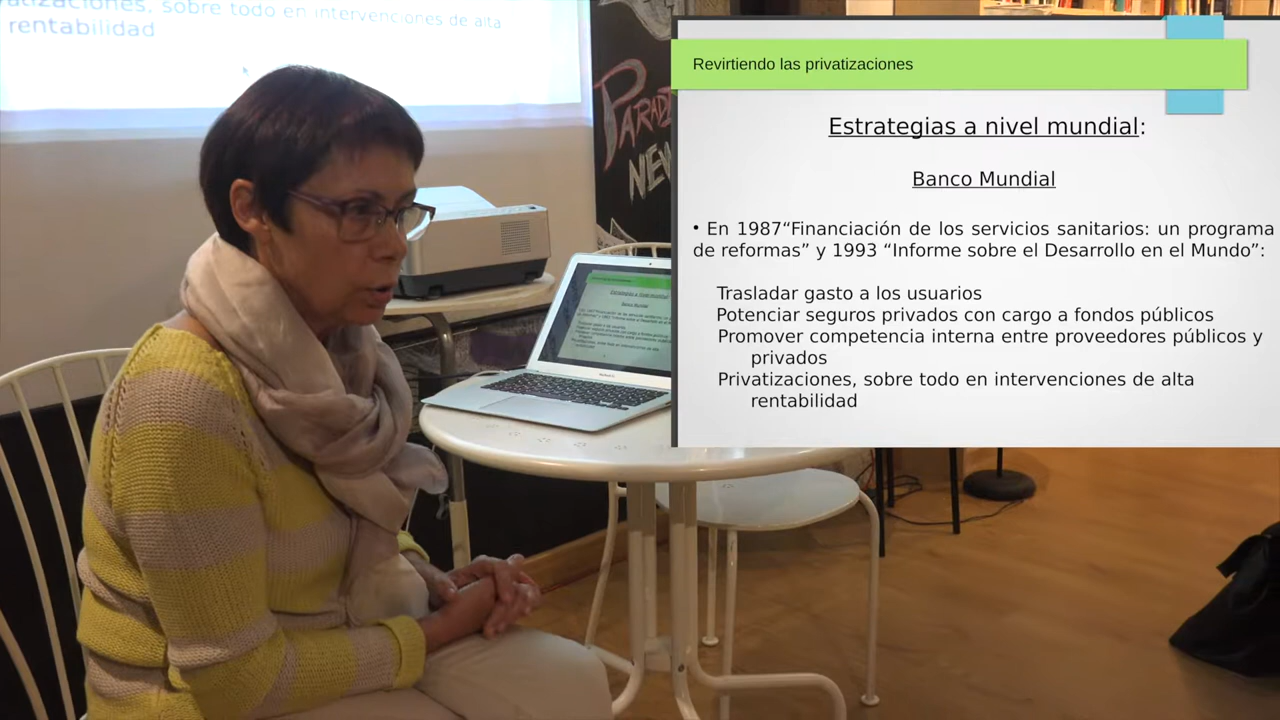 privatizaciones, sobre todo en intervenciones de alta
rentabilidad
PARAD
NEW
Revirtiendo las privatizaciones
Estrategias a nivel mundial:
Banco Mundial
• En 1987“Financiación de los servicios sanitarios: un programa
de reformas” y 1993 “Informe sobre el Desarrollo en el Mundo”:
Trasladar gasto a los usuarios
Potenciar seguros privados con cargo a fondos públicos
Promover competencia interna entre proveedores públicos y
privados
Privatizaciones, sobre todo en intervenciones de alta
rentabilidad